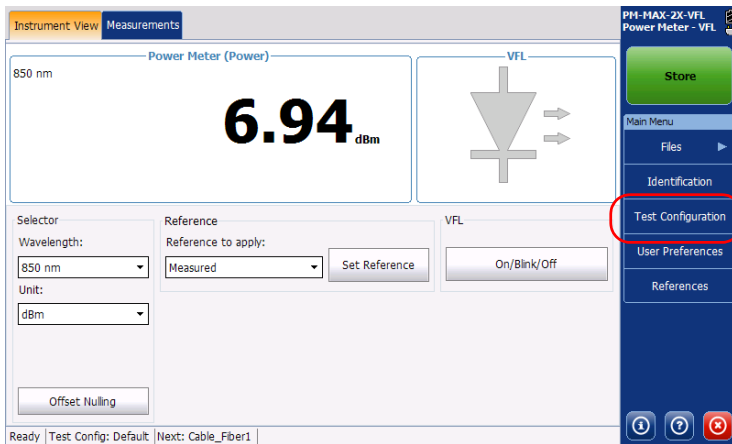 Instrument View Measurements
PM-MAX-2X-VFL
Power Meter - VFL
Power Meter (Power)
850 nm
6.94 dBm
VFL
Store
Main Menu
Files
Identification
Test Configuration
User Preferences
References
Selector
Wavelength:
850 nm
Unit:
dBm
Offset Nulling
Reference
Reference to apply:
Measured
Set Reference
VFL
On/Blink/Off
Ready Test Config: Default Next: Cable_Fiber1